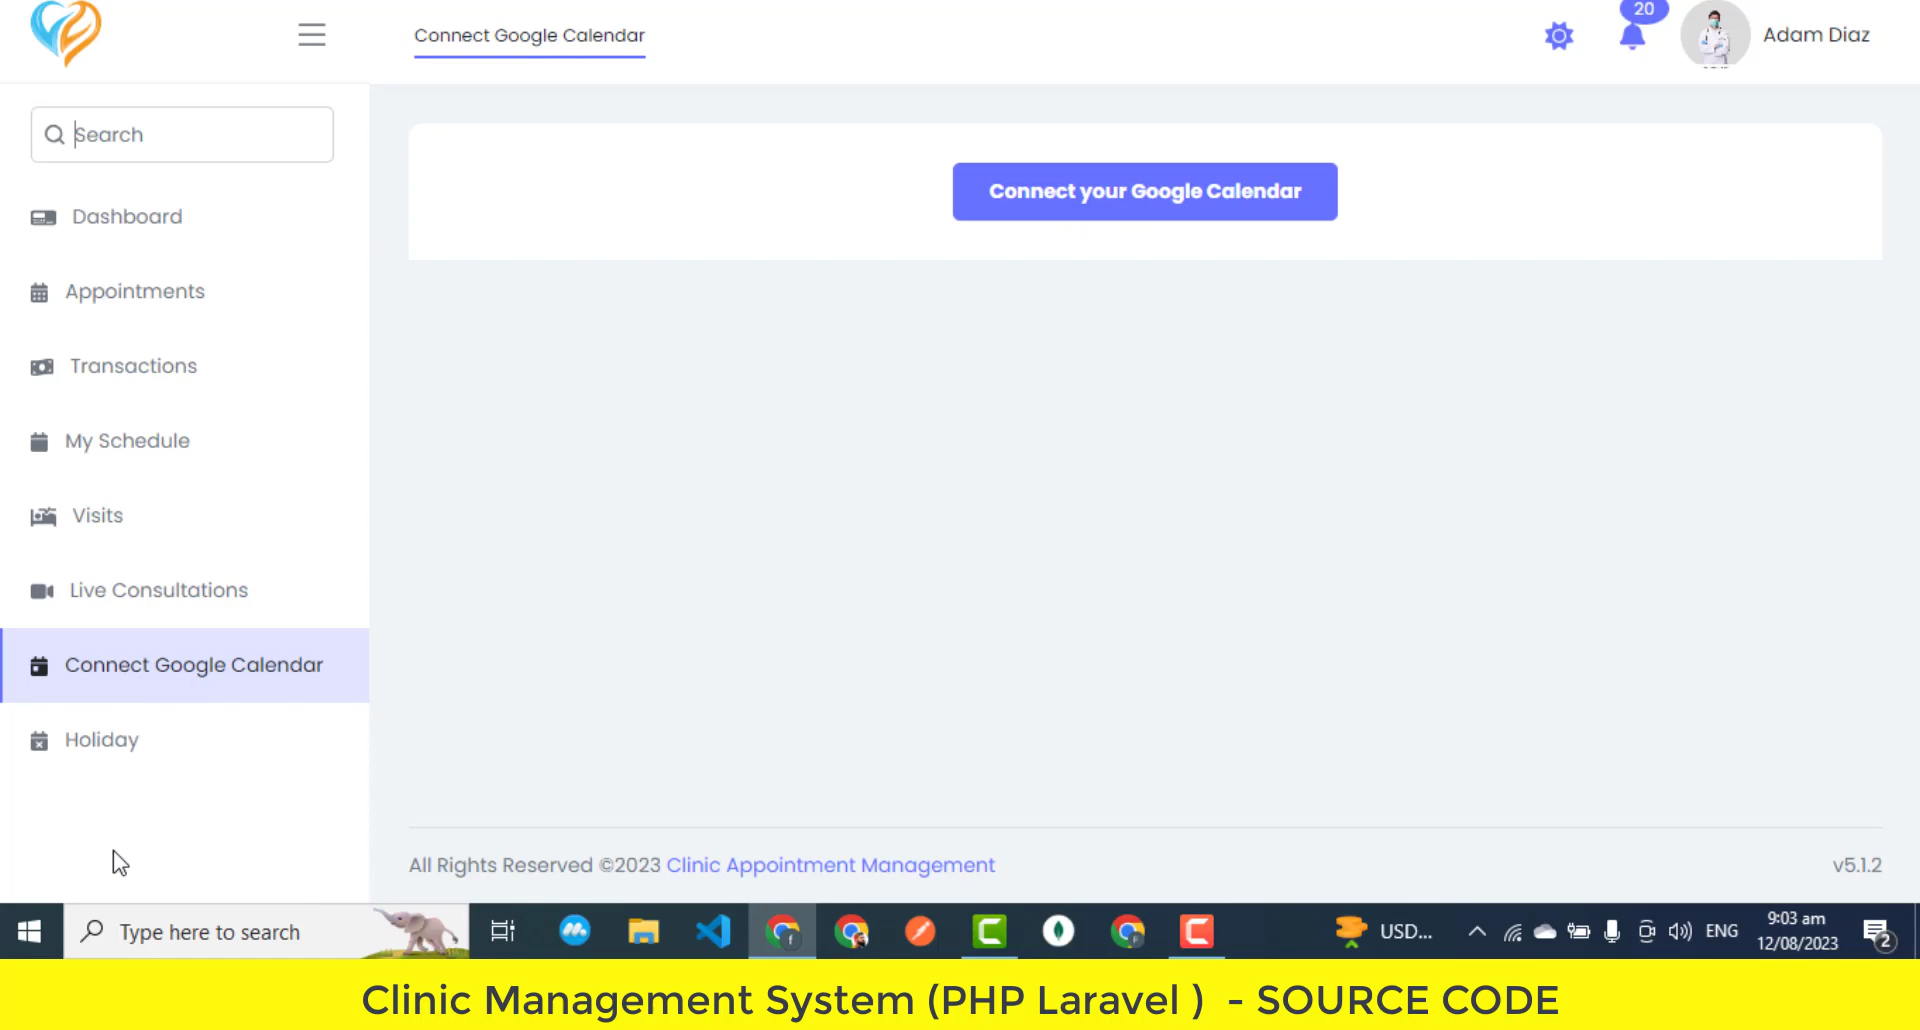 Connect Google Calendar
20
Adam Diaz
Search
Connect your Google Calendar
Dashboard
Appointments
Transactions
My Schedule
Visits
Live Consultations
Connect Google Calendar
Holiday
All Rights Reserved ©2023 Clinic Appointment Management
v5.1.2
Type here to search
USD...
ENG
9:03 am
12/08/2023
2
Clinic Management System (PHP Laravel ) - SOURCE CODE